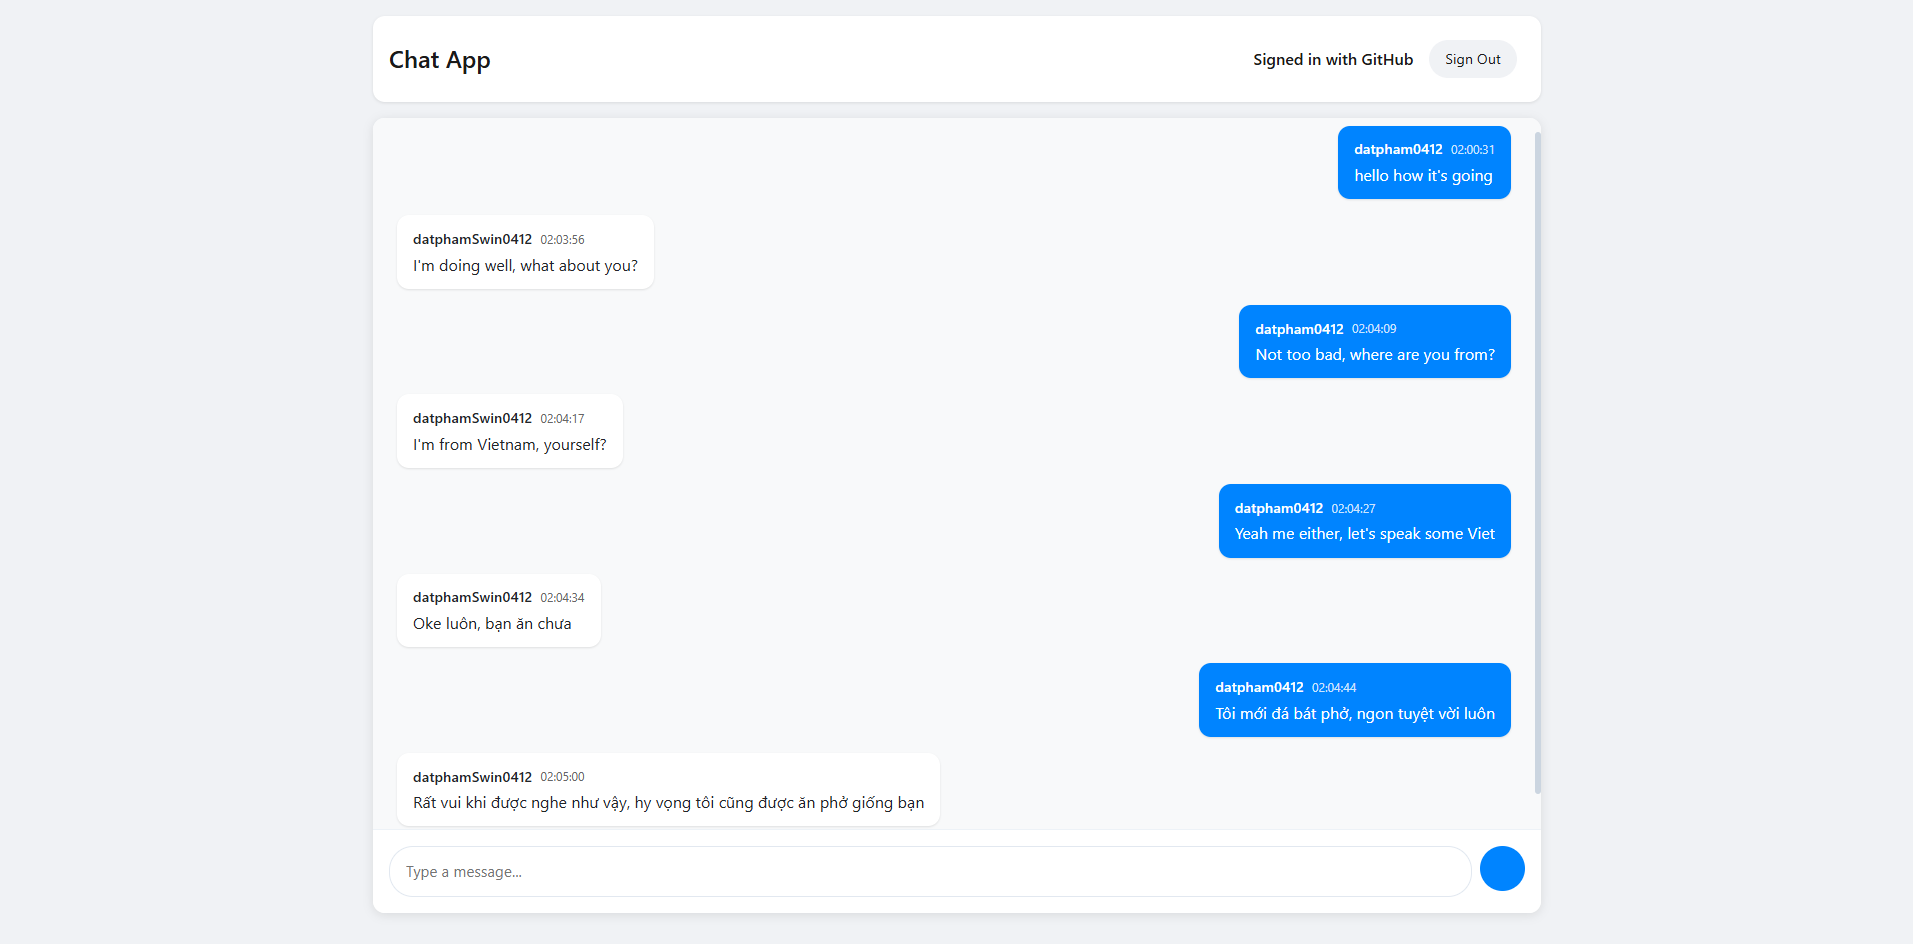 Chat App
Signed in with GitHub
Sign Out
datpham0412 02:00:31
hello how it's going
datphamSwin0412 02:03:56
I'm doing well, what about you?
datpham0412 02:04:09
Not too bad, where are you from?
datphamSwin0412 02:04:17
I'm from Vietnam, yourself?
datpham0412 02:04:27
Yeah me either, let's speak some Viet
datphamSwin0412 02:04:34
Oke luôn, bạn ăn chưa
datpham0412 02:04:44
Tôi mới đá bát phở, ngon tuyệt vời luôn
datphamSwin0412 02:05:00
Rất vui khi được nghe như vậy, hy vọng tôi cũng được ăn phở giống bạn
Type a message...